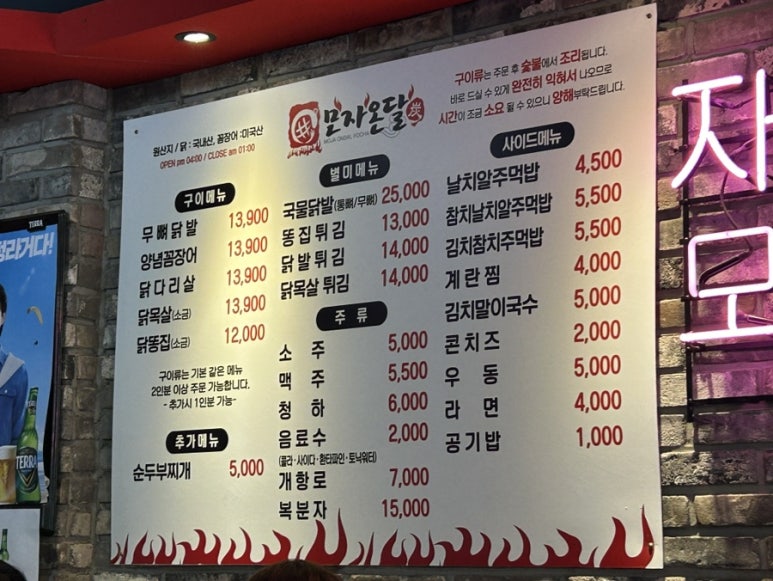 원산지 / 닭 : 국내산, 꼼장어 :미국산
OPEN pm 04:00 / CLOSE am 01:00
모자온달
炭
구이류는 주문 후 숯불에서 조리됩니다.
바로 드실 수 있게 완전히 익혀서 나오므로
시간이 조금 소요 될 수 있으니 양해부탁드립니다.
구이메뉴
무뼈닭발 13,900
양념꼼장어 13,900
닭다리살 13,900
닭목살(소금) 13,900
닭똥집(소금) 12,000
구이류는 기본 같은 메뉴
2인분 이상 주문 가능합니다.
- 추가시 1인분 가능-
추가메뉴
순두부찌개 5,000
별미메뉴
국물닭발(통뼈/무뼈) 25,000
똥집튀김 13,000
닭발튀김 14,000
닭목살 튀김 14,000
주류
소주 5,000
맥주 5,500
청하 6,000
음료수 2,000
(콜라·사이다·환타파인·토닉워터)
개항로 7,000
복분자 15,000
사이드메뉴
날치알주먹밥 4,500
참치날치알주먹밥 5,500
김치참치주먹밥 5,500
계란찜 4,000
김치말이국수 5,000
콘치즈 2,000
우동 5,000
라면 4,000
공기밥 1,000
자
모
TERRA
TERRA